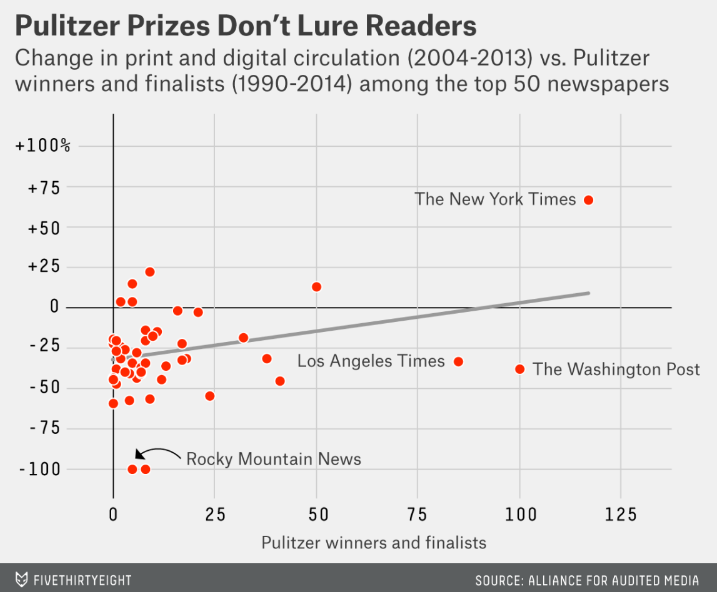 Pulitzer Prizes Don’t Lure Readers
Change in print and digital circulation (2004-2013) vs. Pulitzer
winners and finalists (1990-2014) among the top 50 newspapers
+100%
+75
The New York Times
+50
+25
0
-25
Los Angeles Times
The Washington Post
-50
-75
Rocky Mountain News
-100
0 25 50 75 100 125
Pulitzer winners and finalists
FIVETHIRTYEIGHT
SOURCE: ALLIANCE FOR AUDITED MEDIA